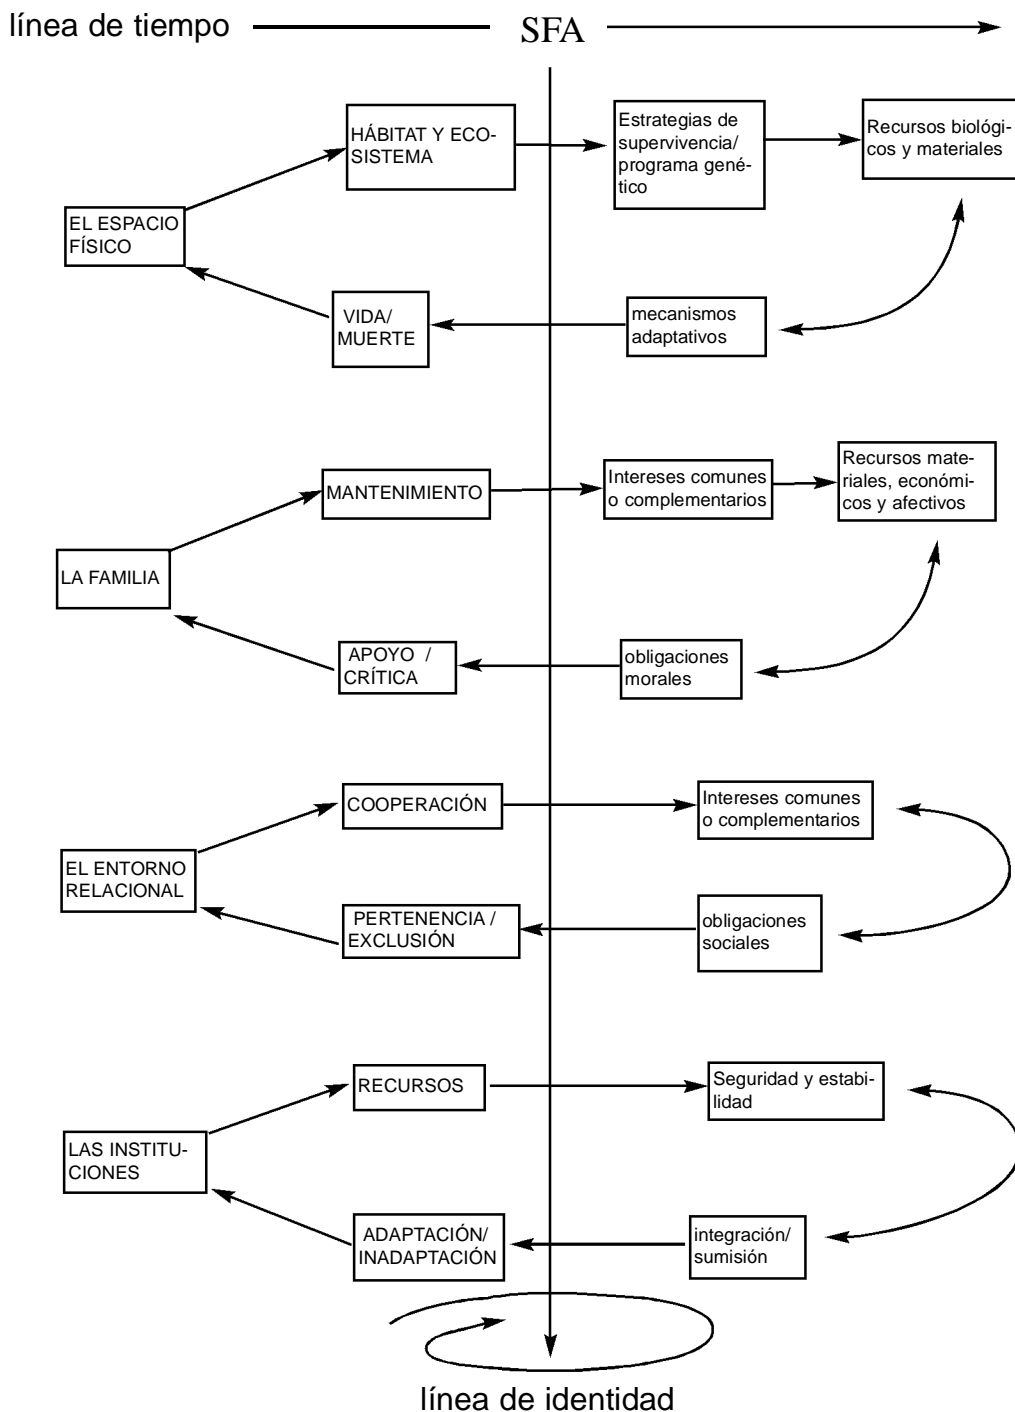 línea de tiempo
SFA
HÁBITAT Y ECO-
SISTEMA
Estrategias de
supervivencia/
programa gené-
tico
Recursos biológi-
cos y materiales
EL ESPACIO
FÍSICO
VIDA/
MUERTE
mecanismos
adaptativos
MANTENIMIENTO
Intereses comunes
o complementarios
Recursos mate-
riales, económi-
cos y afectivos
LA FAMILIA
APOYO /
CRÍTICA
obligaciones
morales
COOPERACIÓN
Intereses comunes
o complementarios
EL ENTORNO
RELACIONAL
PERTENENCIA /
EXCLUSIÓN
obligaciones
sociales
RECURSOS
Seguridad y estabi-
lidad
LAS INSTITU-
CIONES
ADAPTACIÓN/
INADAPTACIÓN
integración/
sumisión
línea de identidad